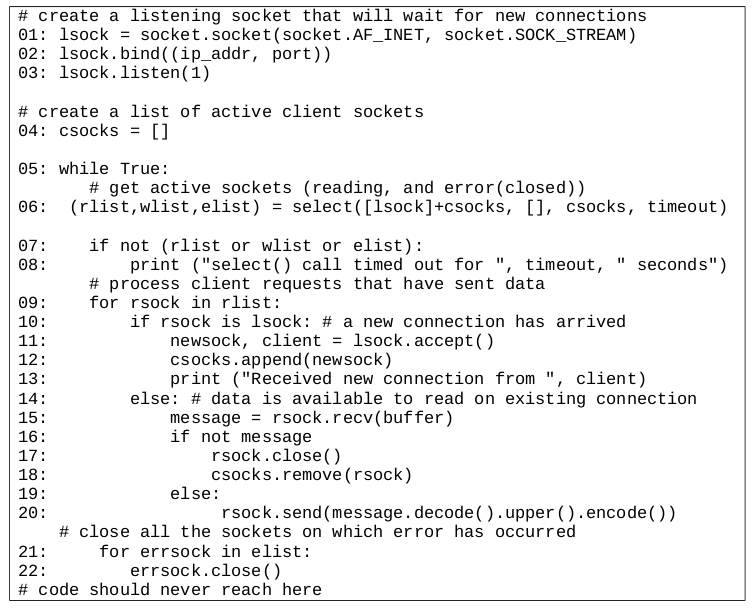 # create a listening socket that will wait for new connections
01: lsock = socket.socket(socket.AF_INET, socket.SOCK_STREAM)
02: lsock.bind((ip_addr, port))
03: lsock.listen(1)

# create a list of active client sockets
04: csocks = []

05: while True:
       # get active sockets (reading, and error(closed))
06:  (rlist,wlist,elist) = select([lsock]+csocks, [], csocks, timeout)

07:    if not (rlist or wlist or elist):
08:        print ("select() call timed out for ", timeout, " seconds")
       # process client requests that have sent data
09:    for rsock in rlist:
10:        if rsock is lsock: # a new connection has arrived
11:            newsock, client = lsock.accept()
12:            csocks.append(newsock)
13:            print ("Received new connection from ", client)
14:        else: # data is available to read on existing connection
15:            message = rsock.recv(buffer)
16:            if not message
17:                rsock.close()
18:                csocks.remove(rsock)
19:            else:
20:                 rsock.send(message.decode().upper().encode())
    # close all the sockets on which error has occurred
21:     for errsock in elist:
22:        errsock.close()
# code should never reach here